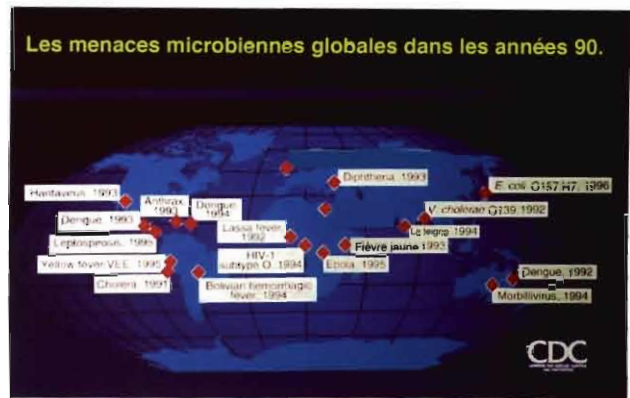 Les menaces microbiennes globales dans les années 90.
Diphtheria, 1993
Hantavirus, 1993
Anthrax,
1993
Dengue,
1994
E. coli O157:H7, 1996
Dengue, 1993
Lassa fever,
1992
V. cholerae O139, 1992
Leptospirosis, 1995
La 1994
HIV-1
subtype O, 1994
Fièvre jaune 1993
Yellow fever VEE, 1995
Ebola, 1995
Cholera, 1991
Bolivian hemorrhagic
fever, 1994
Dengue, 1992
Morbillivirus, 1994
CDC